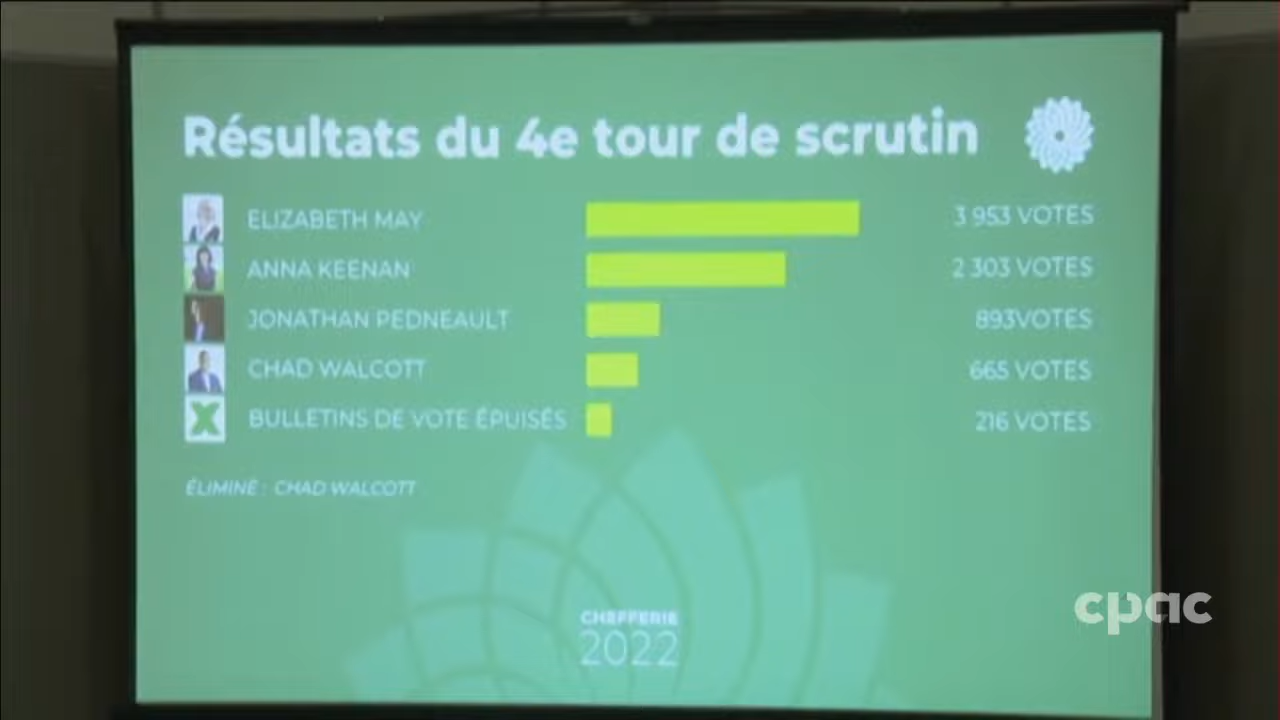 Résultats du 4e tour de scrutin
ELIZABETH MAY 3 953 VOTES
ANNA KEENAN 2 303 VOTES
JONATHAN PEDNEAULT 893VOTES
CHAD WALCOTT 665 VOTES
BULLETINS DE VOTE ÉPUISÉS 216 VOTES
ÉLIMINÉ : CHAD WALCOTT
CHEFFERIE
2022
cpac